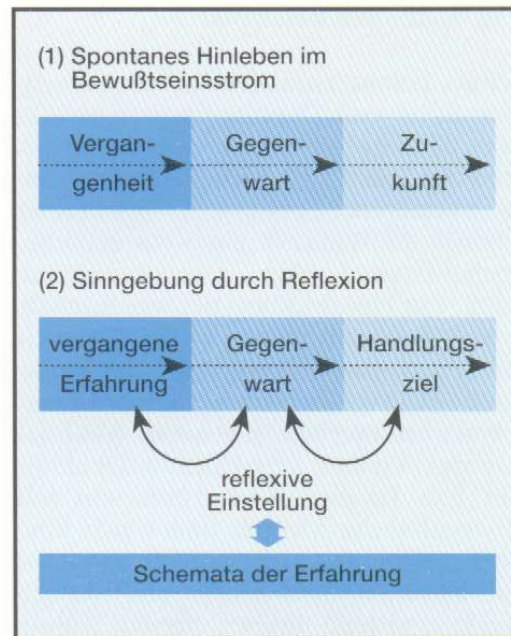 (1) Spontanes Hinleben im
Bewußtseinsstrom
Vergan-
genheit
Gegen-
wart
Zu-
kunft
(2) Sinngebung durch Reflexion
vergangene
Erfahrung
Gegen-
wart
Handlungs-
ziel
reflexive
Einstellung
Schemata der Erfahrung